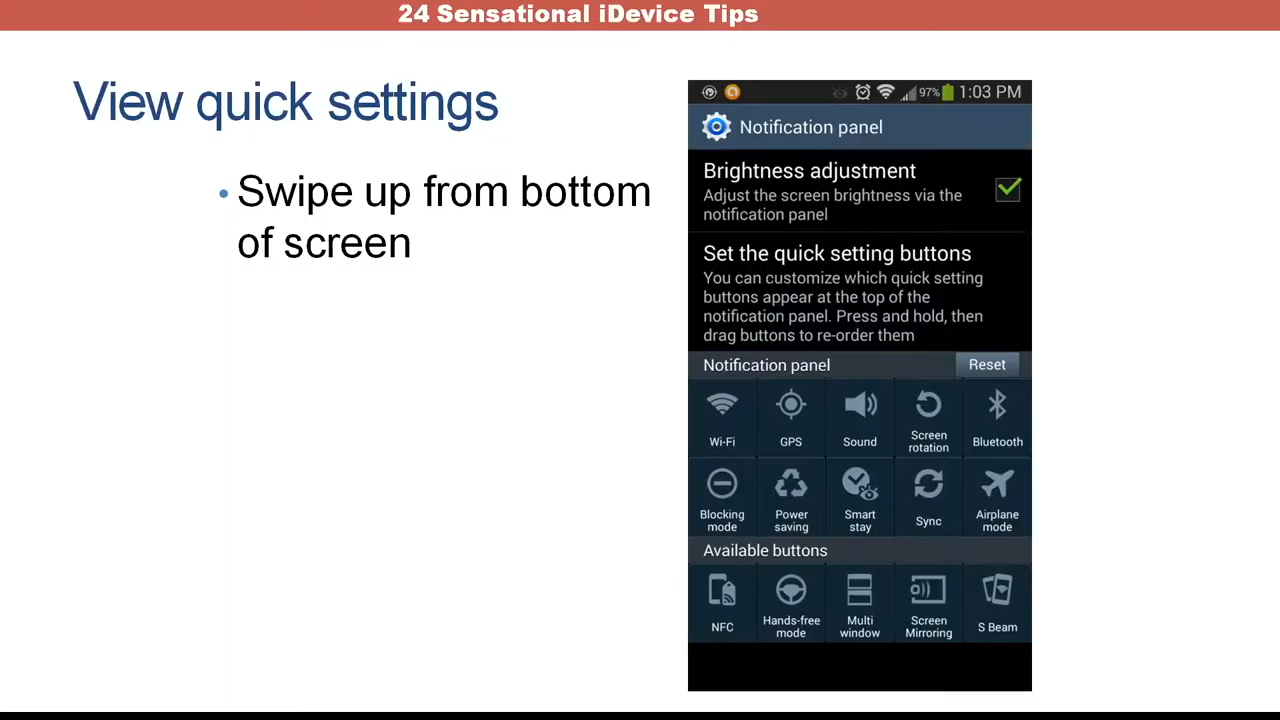 24 Sensational iDevice Tips
View quick settings
• Swipe up from bottom
of screen
97% 1:03 PM
Notification panel
Brightness adjustment
Adjust the screen brightness via the
notification panel
Set the quick setting buttons
You can customize which quick setting
buttons appear at the top of the
notification panel. Press and hold, then
drag buttons to re-order them
Notification panel Reset
Wi-Fi GPS Sound Screen rotation Bluetooth
Blocking mode Power saving Smart stay Sync Airplane mode
Available buttons
NFC Hands-free mode Multi window Screen Mirroring S Beam